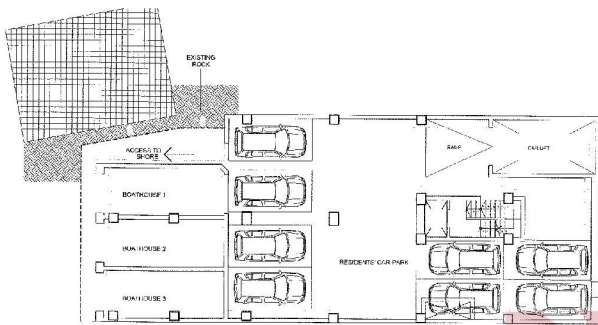 EXISTING
ROCK
ACCESS TO
SHORE
RAMP
CAR LIFT
BOATHOUSE 1
BOATHOUSE 2
RESIDENTS' CAR PARK
BOATHOUSE 3